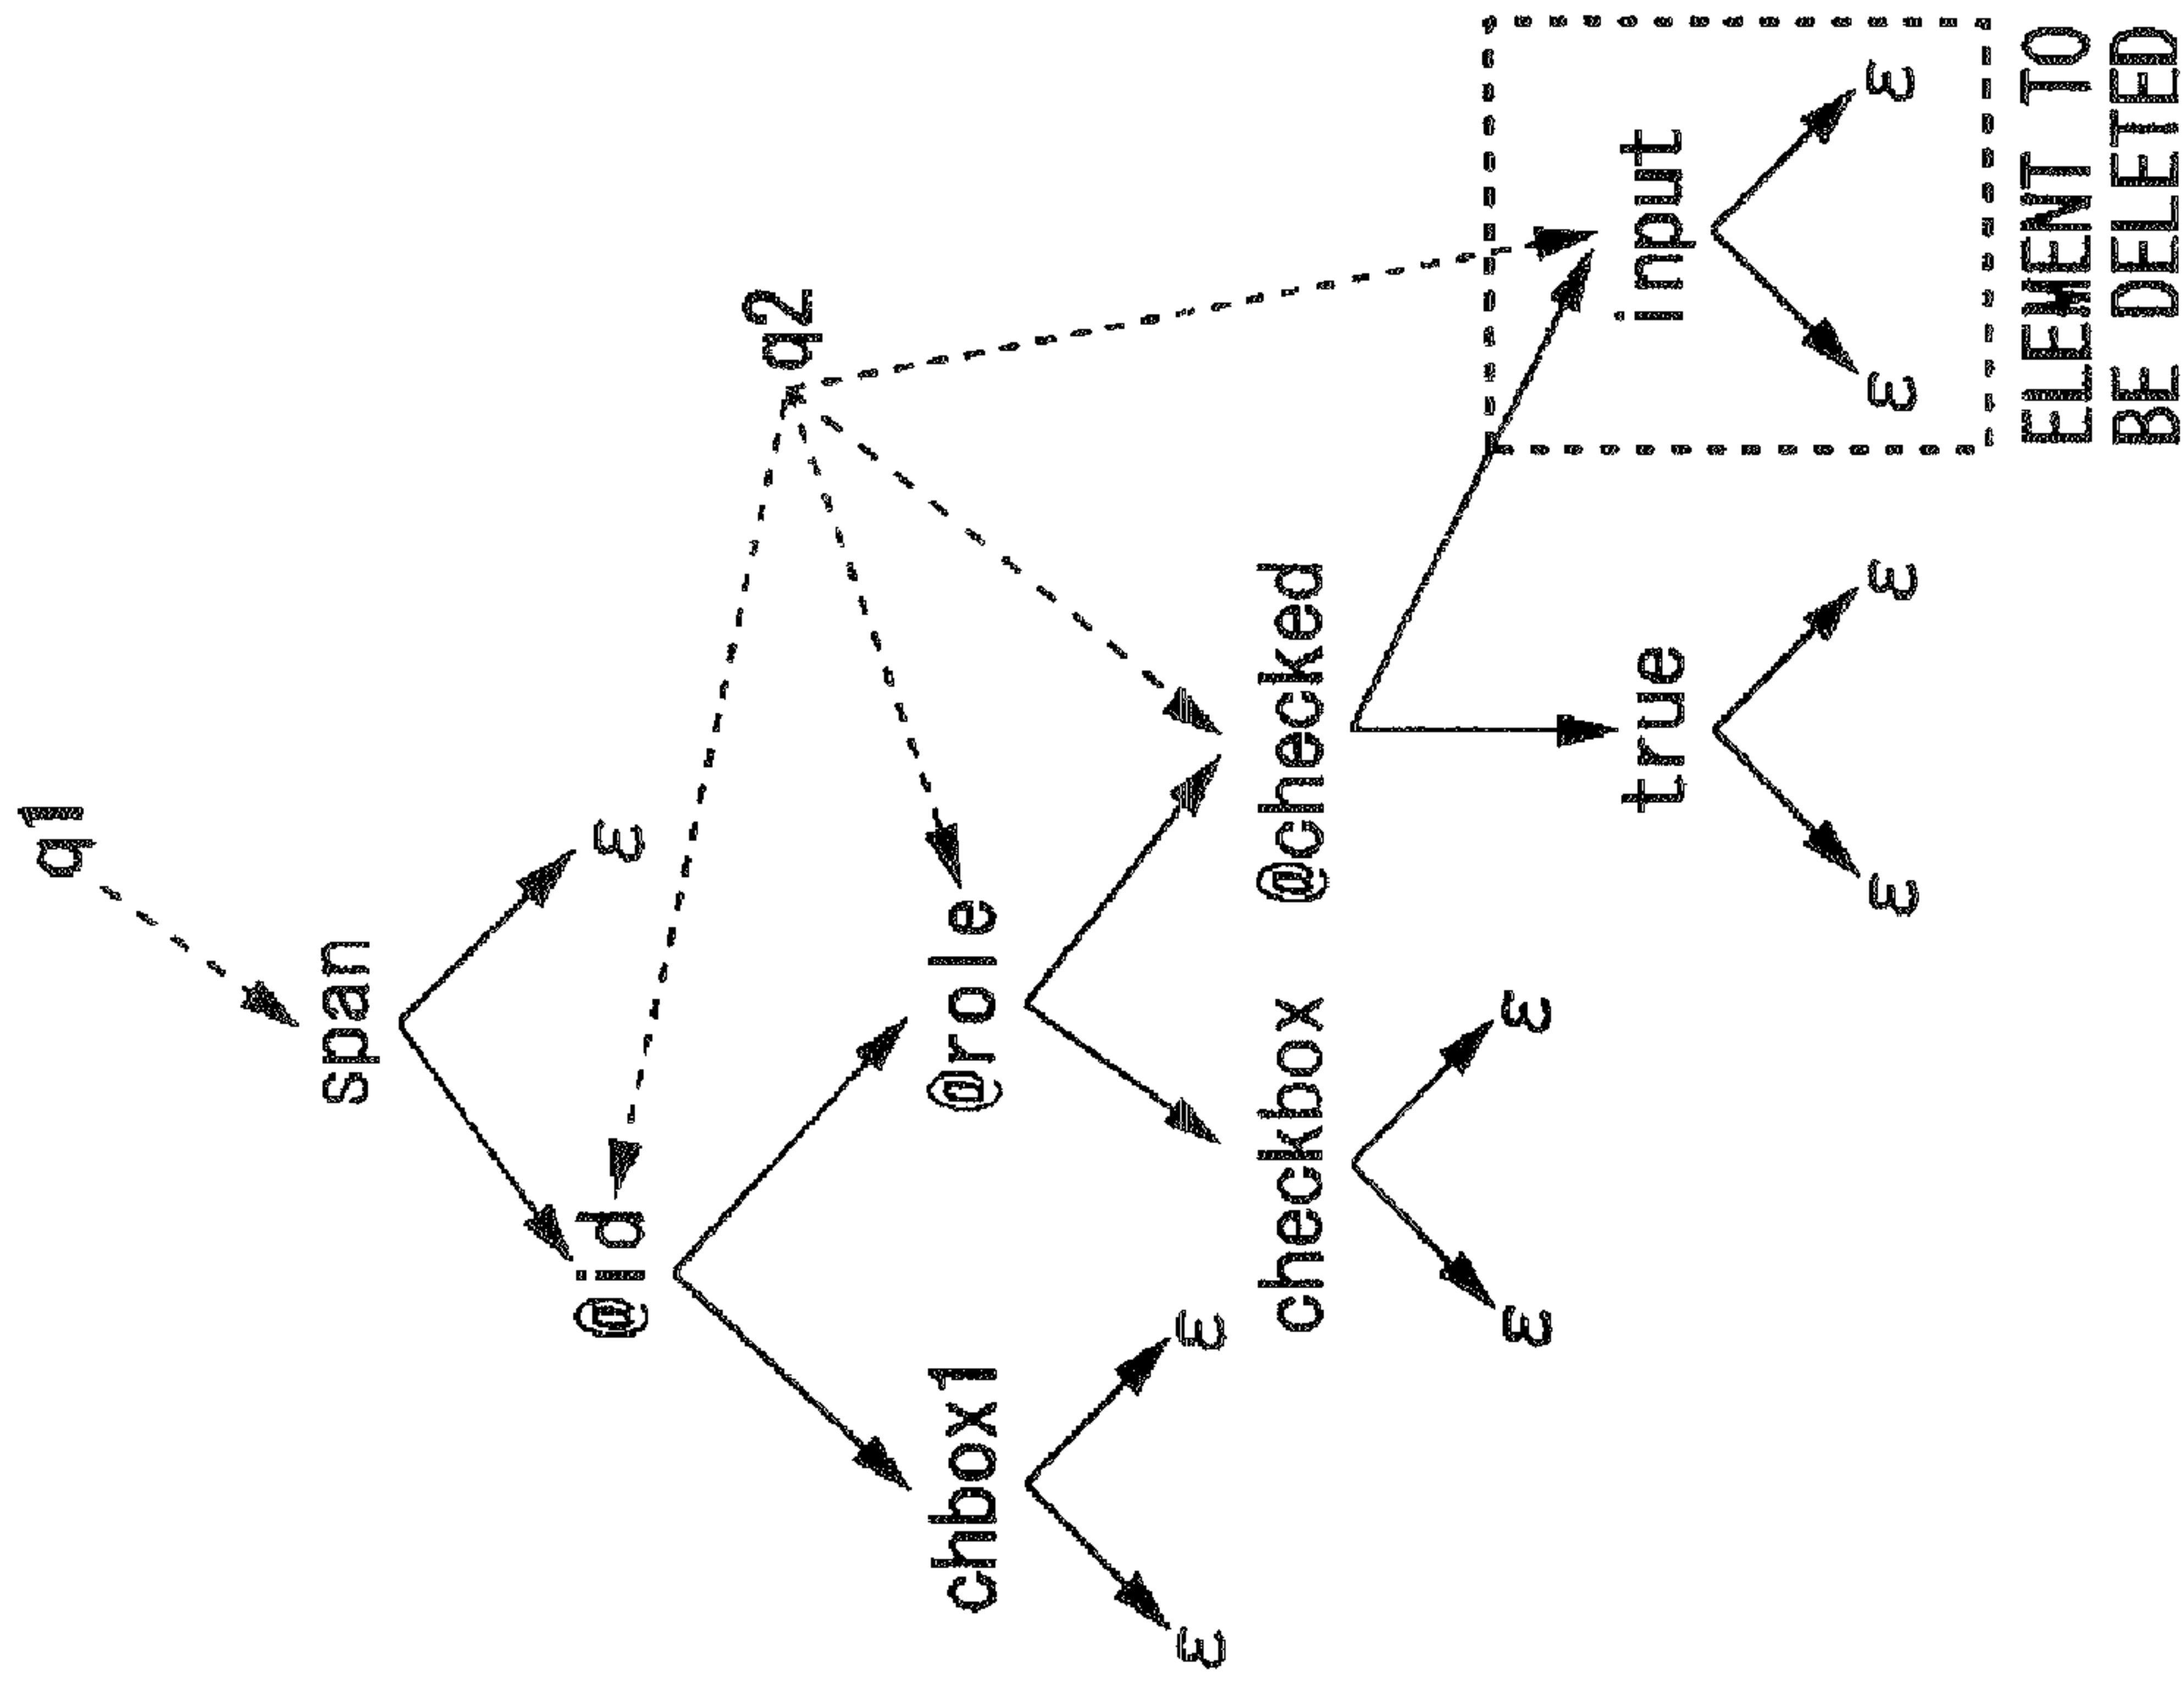 q1
span
@id ε
q2
chbox1 @role
ε ε
checkbox @checked
ε ε
true input
ε ε ε ε
ELEMENT TO
BE DELETED